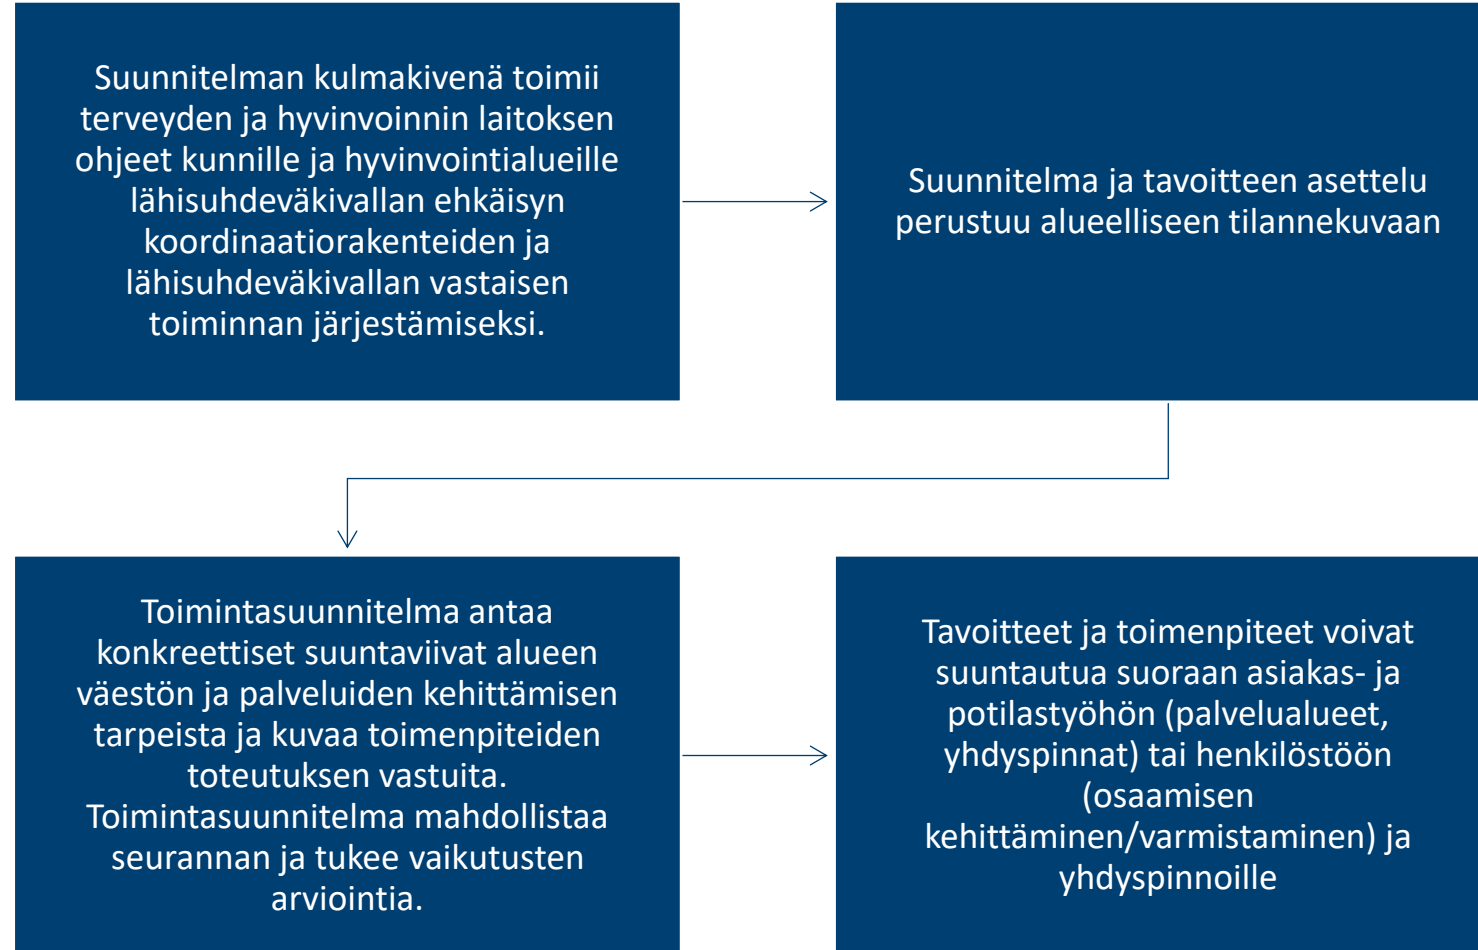 Suunnitelman kulmakivenä toimii
terveyden ja hyvinvoinnin laitoksen
ohjeet kunnille ja hyvinvointialueille
lähisuhdeväkivallan ehkäisyn
koordinaatiorakenteiden ja
lähisuhdeväkivallan vastaisen
toiminnan järjestämiseksi.
Suunnitelma ja tavoitteen asettelu
perustuu alueelliseen tilannekuvaan
Toimintasuunnitelma antaa
konkreettiset suuntaviivat alueen
väestön ja palveluiden kehittämisen
tarpeista ja kuvaa toimenpiteiden
toteutuksen vastuita.
Toimintasuunnitelma mahdollistaa
seurannan ja tukee vaikutusten
arviointia.
Tavoitteet ja toimenpiteet voivat
suuntautua suoraan asiakas- ja
potilastyöhön (palvelualueet,
yhdyspinnat) tai henkilöstöön
(osaamisen
kehittäminen/varmistaminen) ja
yhdyspinnoille